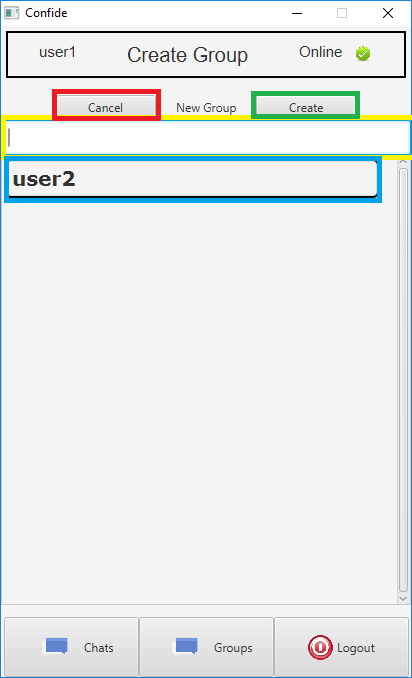 Confide
user1 Create Group Online
Cancel New Group Create
user2
Chats Groups Logout